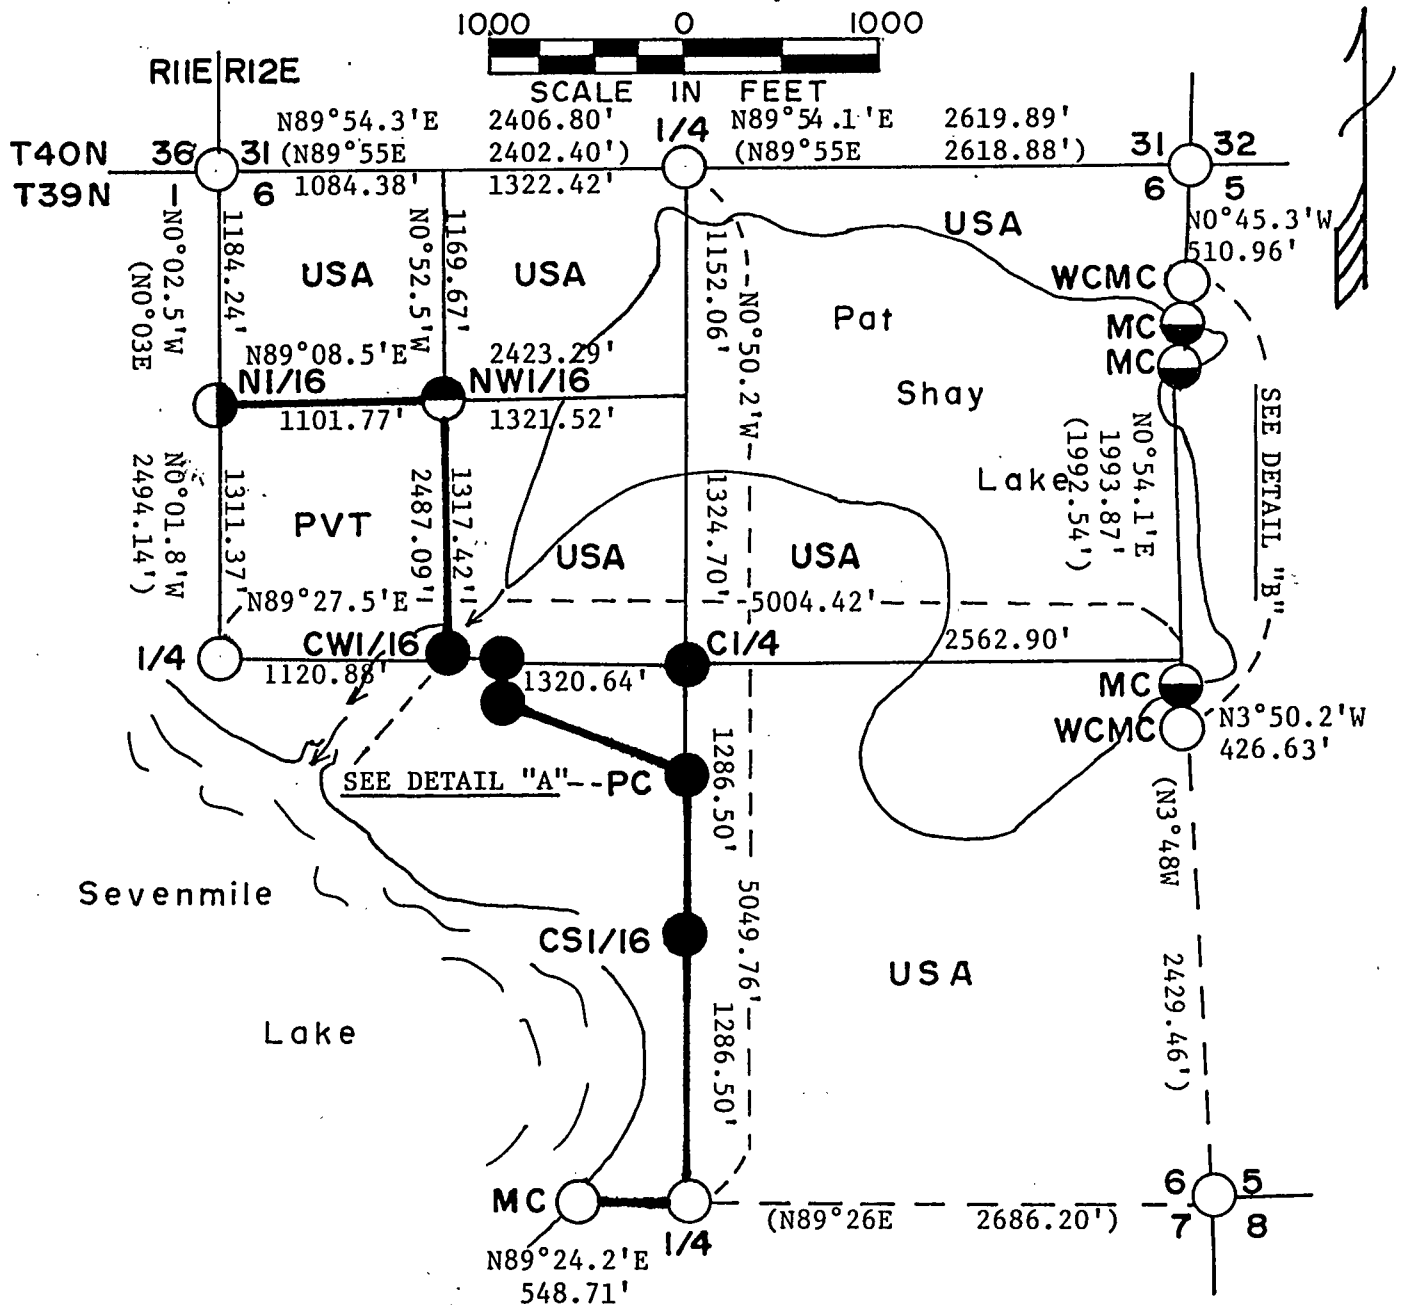 1000 0 1000
SCALE IN FEET
R11E R12E
N89°54.3'E 2406.80' 1/4 N89°54.1'E 2619.89'
T40N 36 31 (N89°55E 2402.40') (N89°55E 2618.88') 31 32
T39N 1 6 1084.38' 1322.42' 6 5
N0°02.5'W
(N0°03E
1184.24'
USA
N0°52.5'W
1169.67'
USA
1152.06'
N0°50.2'W
USA
N0°45.3'W
510.96'
WCMC
MC
MC
Pat
Shay
Lake
N89°08.5'E 2423.29'
N1/16 NW1/16
1101.77' 1321.52'
N0°01.8'W
2494.14')
1311.37'
PVT
2487.09'
1317.42'
USA
1324.70'
USA
N0°54.1'E
1993.87'
(1992.54')
SEE DETAIL "B"
N89°27.5'E 5004.42'
1/4 CW1/16 C1/4 2562.90'
1120.88' 1320.64'
MC
WCMC
N3°50.2'W
426.63'
SEE DETAIL "A"--PC
1286.50'
(N3°48W
2429.46')
Sevenmile
Lake
CS1/16
5049.76'
USA
1286.50'
MC
1/4
N89°24.2'E
548.71'
(N89°26E 2686.20')
6 5
7 8